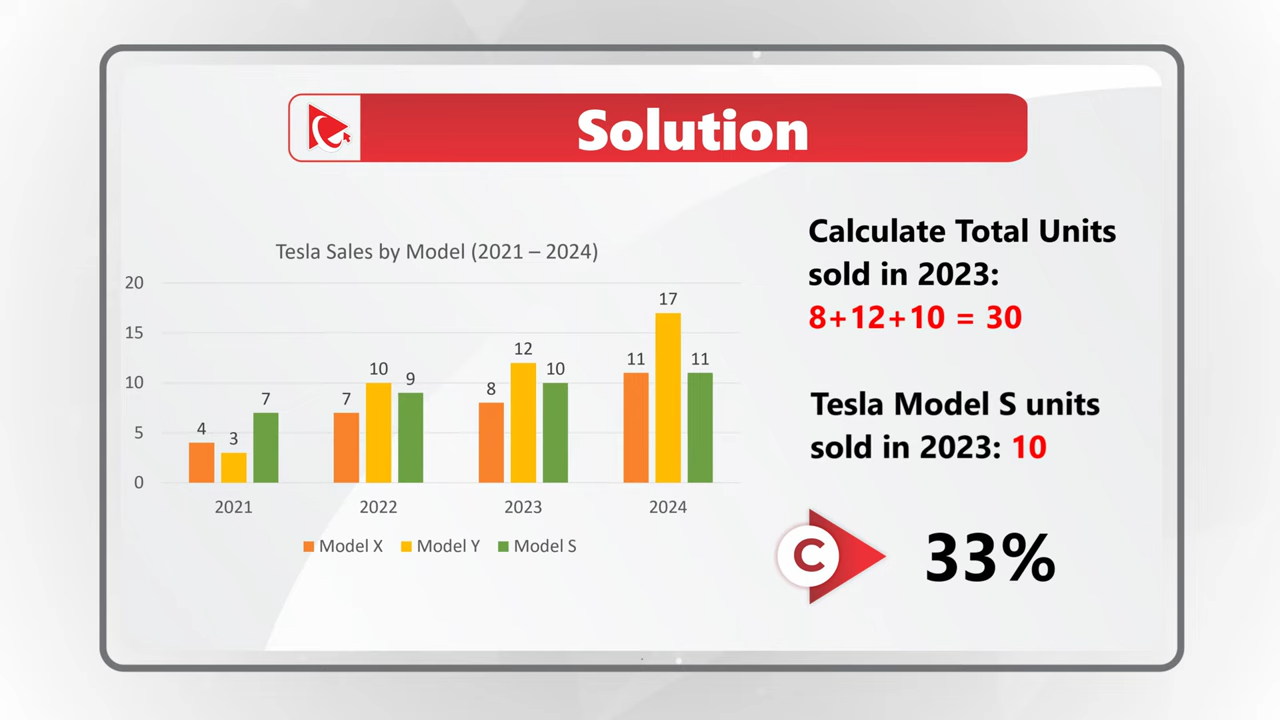 Solution
Tesla Sales by Model (2021 – 2024)
20
15
10
5
0
4
3
7
7
10
9
8
12
10
11
17
11
2021
2022
2023
2024
Model X
Model Y
Model S
Calculate Total Units
sold in 2023:
8+12+10 = 30
Tesla Model S units
sold in 2023: 10
C
33%